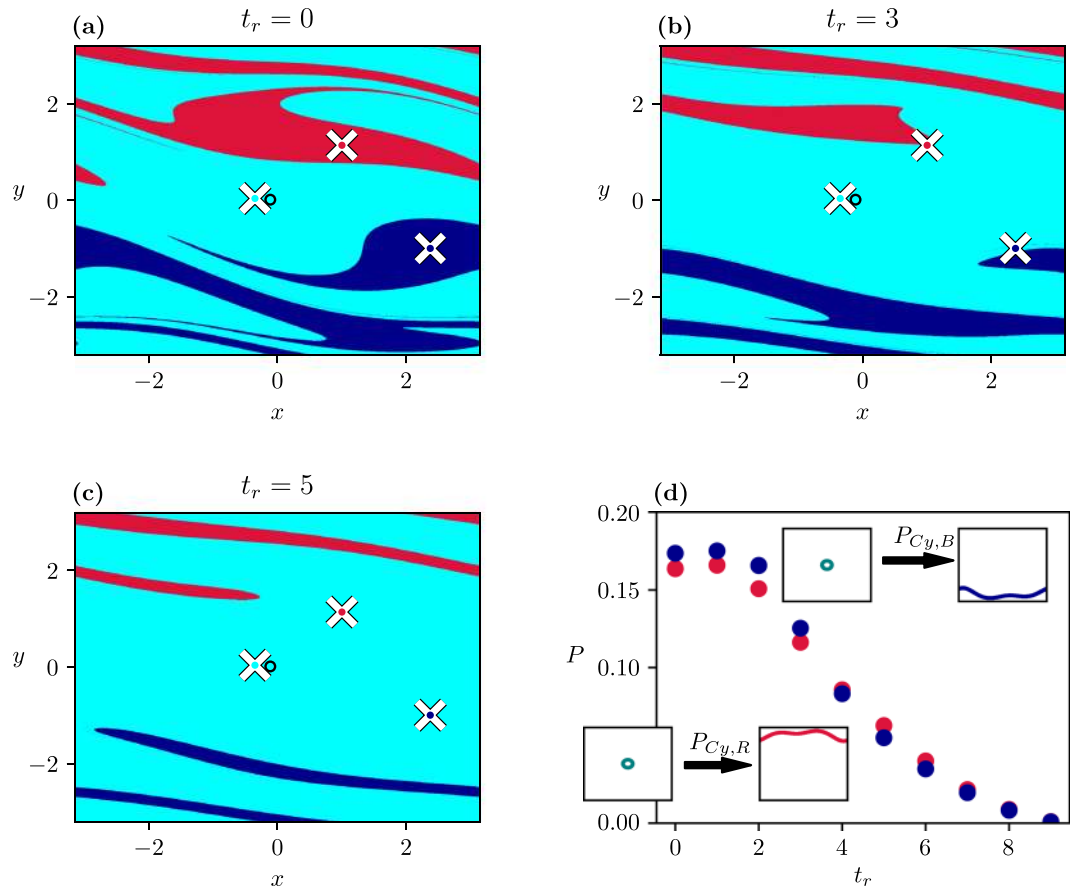 (a) t_r = 0
2
0
−2
y
−2 0 2
x
(b) t_r = 3
2
0
−2
y
−2 0 2
x
(c) t_r = 5
2
0
−2
y
−2 0 2
x
(d)
0.20
0.15
0.10
0.00
P
P_{Cy,B}
P_{Cy,R}
0 2 4 6 8
t_r